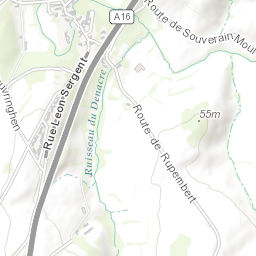 A16
Route de Souverain-Moul
uvringhen
Rue Leon-Sergent
Ruisseau du Denacre
Route-de-Rupembert
55m